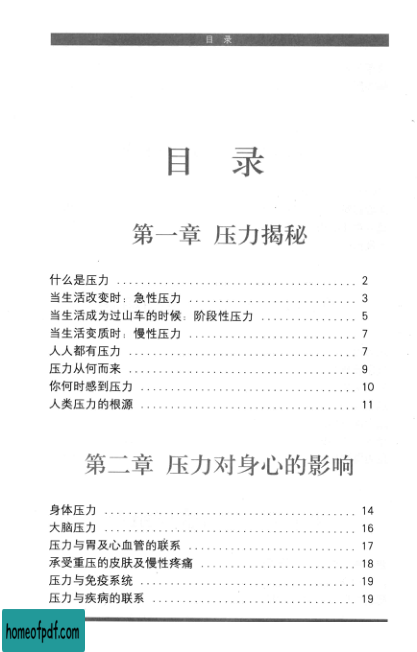 目 录
目 录
第一章 压力揭秘
什么是压力 ........................................ 2
当生活改变时：急性压力 ............................ 3
当生活成为过山车的时候：阶段性压力 ................ 5
当生活变质时：慢性压力 ............................ 7
人人都有压力 ...................................... 7
压力从何而来 ...................................... 9
你何时感到压力 .................................... 10
人类压力的根源 .................................... 11
第二章 压力对身心的影响
身体压力 .......................................... 14
大脑压力 .......................................... 16
压力与胃及心血管的联系 ............................ 17
承受重压的皮肤及慢性疼痛 .......................... 18
压力与免疫系统 .................................... 19
压力与疾病的联系 .................................. 19
homeofpdf.com